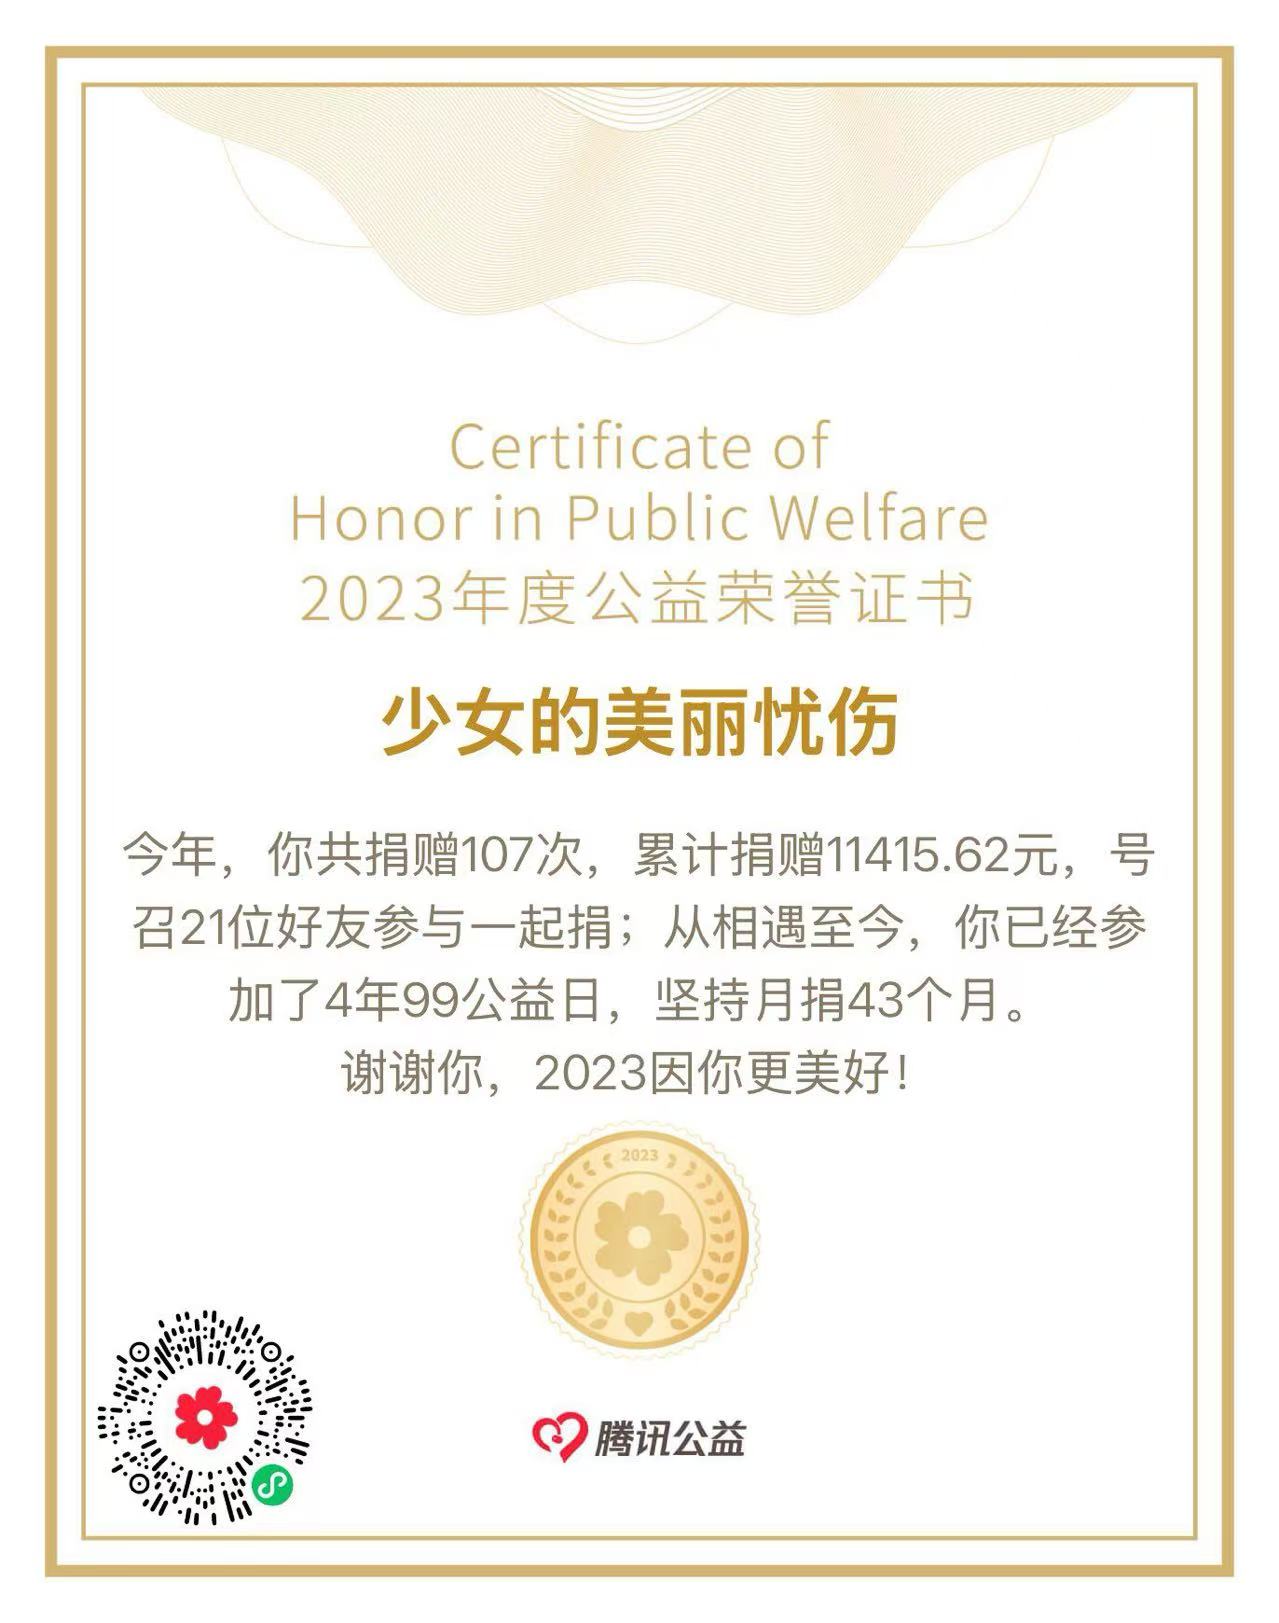 Certificate of
Honor in Public Welfare
2023年度公益荣誉证书
少女的美丽忧伤
今年，你共捐赠107次，累计捐赠11415.62元，号
召21位好友参与一起捐；从相遇至今，你已经参
加了4年99公益日，坚持月捐43个月。
谢谢你，2023因你更美好！
2023
腾讯公益